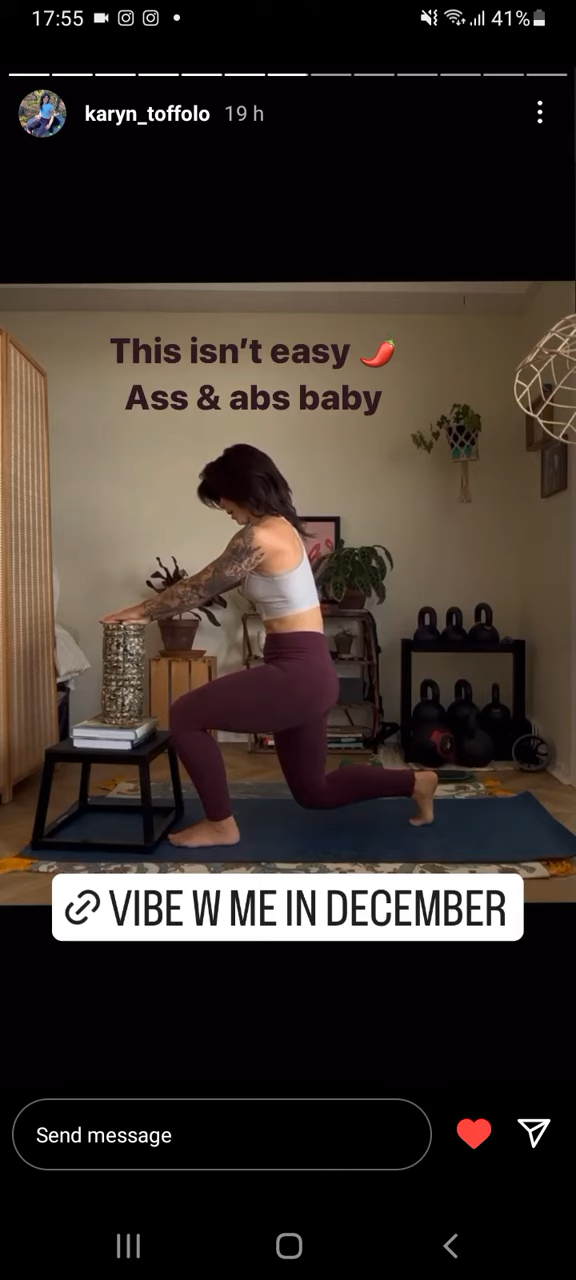 17:55
41%
karyn_toffolo 19 h
This isn't easy 🌶️
Ass & abs baby
VIBE W ME IN DECEMBER
Send message